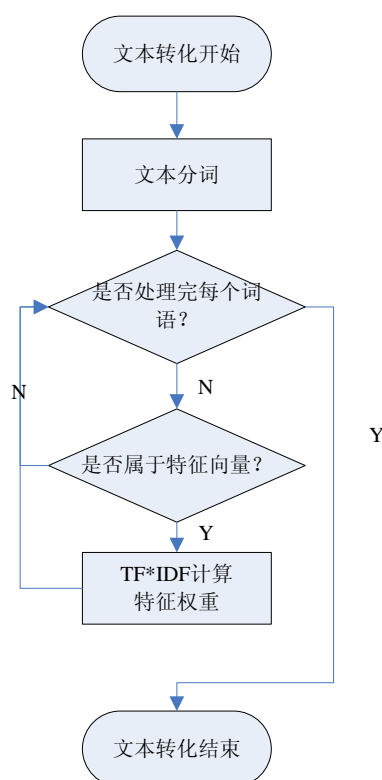 文本转化开始
文本分词
是否处理完每个词
语?
N
N
Y
是否属于特征向量?
Y
TF*IDF计算
特征权重
文本转化结束